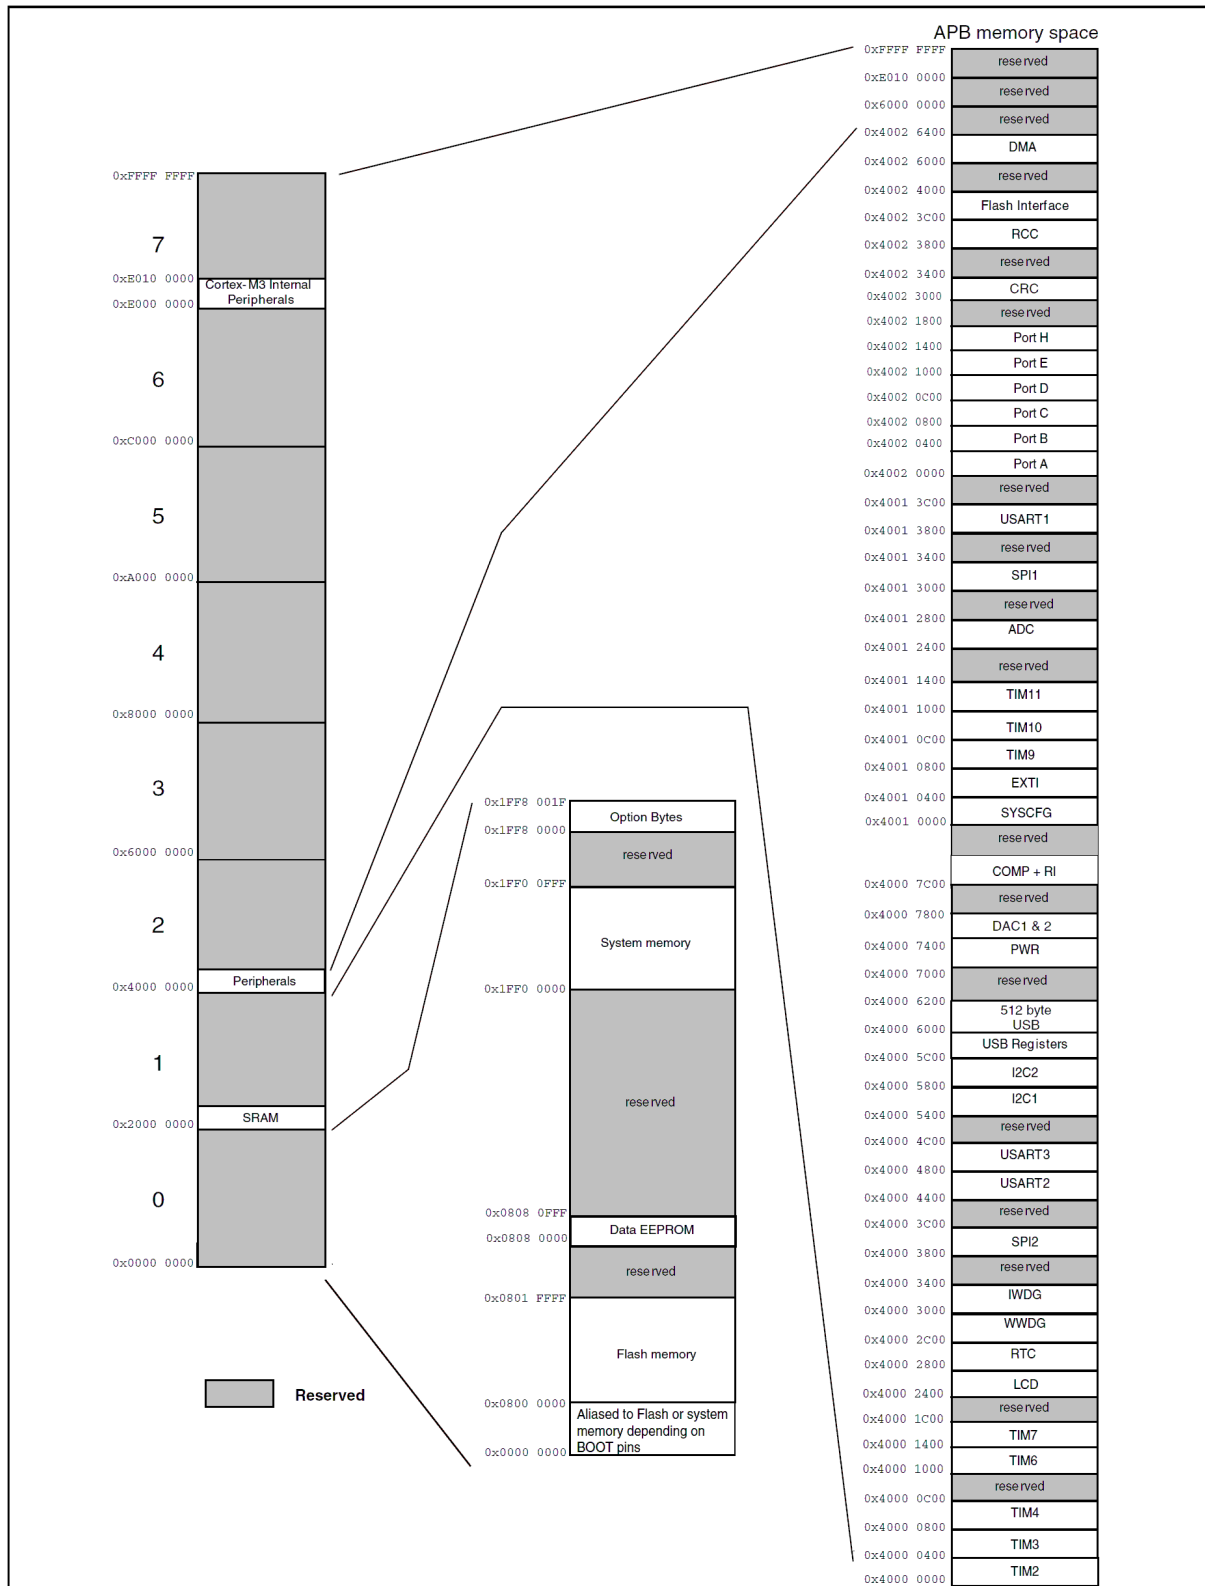 0xFFFF FFFF
7
0xE010 0000
Cortex-M3 Internal
Peripherals
0xE000 0000
6
0xC000 0000
5
0xA000 0000
4
0x8000 0000
3
0x6000 0000
2
Peripherals
0x4000 0000
1
SRAM
0x2000 0000
0
0x0000 0000
Reserved
0x1FF8 001F
Option Bytes
0x1FF8 0000
reserved
0x1FF0 0FFF
System memory
0x1FF0 0000
reserved
0x0808 0FFF
Data EEPROM
0x0808 0000
reserved
0x0801 FFFF
Flash memory
0x0800 0000
Aliased to Flash or system
memory depending on
BOOT pins
0x0000 0000
APB memory space
0xFFFF FFFF
reserved
0xE010 0000
reserved
0x6000 0000
reserved
0x4002 6400
DMA
0x4002 6000
reserved
0x4002 4000
Flash Interface
0x4002 3C00
RCC
0x4002 3800
reserved
0x4002 3400
CRC
0x4002 3000
reserved
0x4002 1800
Port H
0x4002 1400
Port E
0x4002 1000
Port D
0x4002 0C00
Port C
0x4002 0800
Port B
0x4002 0400
Port A
0x4002 0000
reserved
0x4001 3C00
USART1
0x4001 3800
reserved
0x4001 3400
SPI1
0x4001 3000
reserved
0x4001 2800
ADC
0x4001 2400
reserved
0x4001 1400
TIM11
0x4001 1000
TIM10
0x4001 0C00
TIM9
0x4001 0800
EXTI
0x4001 0400
SYSCFG
0x4001 0000
reserved
COMP + RI
0x4000 7C00
reserved
0x4000 7800
DAC1 & 2
0x4000 7400
PWR
0x4000 7000
reserved
0x4000 6200
512 byte
USB
0x4000 6000
USB Registers
0x4000 5C00
I2C2
0x4000 5800
I2C1
0x4000 5400
reserved
0x4000 4C00
USART3
0x4000 4800
USART2
0x4000 4400
reserved
0x4000 3C00
SPI2
0x4000 3800
reserved
0x4000 3400
IWDG
0x4000 3000
WWDG
0x4000 2C00
RTC
0x4000 2800
LCD
0x4000 2400
reserved
0x4000 1C00
TIM7
0x4000 1400
TIM6
0x4000 1000
reserved
0x4000 0C00
TIM4
0x4000 0800
TIM3
0x4000 0400
TIM2
0x4000 0000